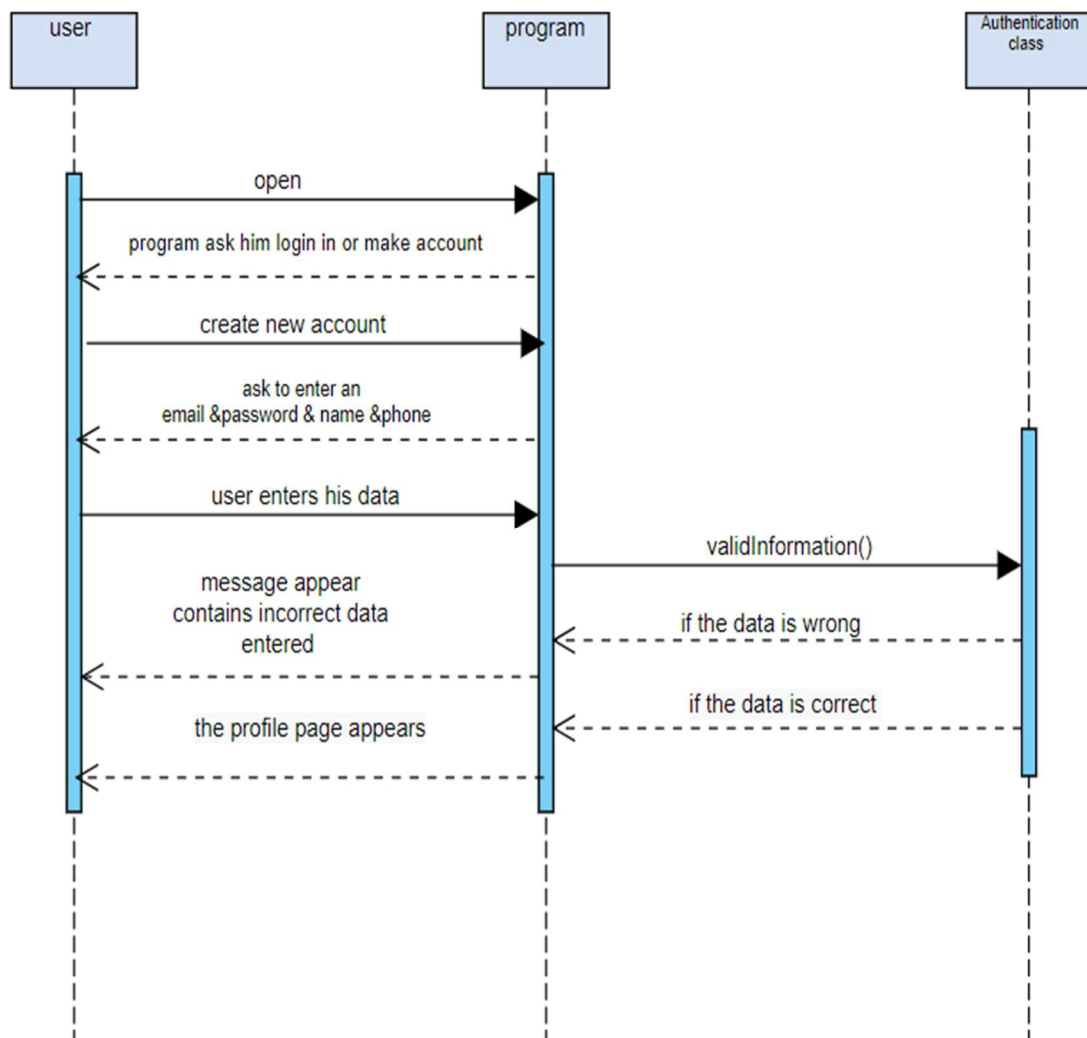 user
program
Authentication
class
open
program ask him login in or make account
create new account
ask to enter an
email &password & name &phone
user enters his data
validInformation()
message appear
contains incorrect data
entered
if the data is wrong
if the data is correct
the profile page appears